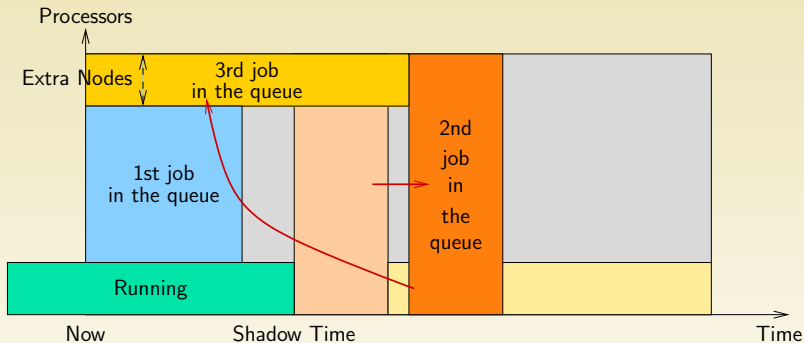 Processors
Extra Nodes
3rd job
in the queue
1st job
in the queue
2nd
job
in
the
queue
Running
Now
Shadow Time
Time